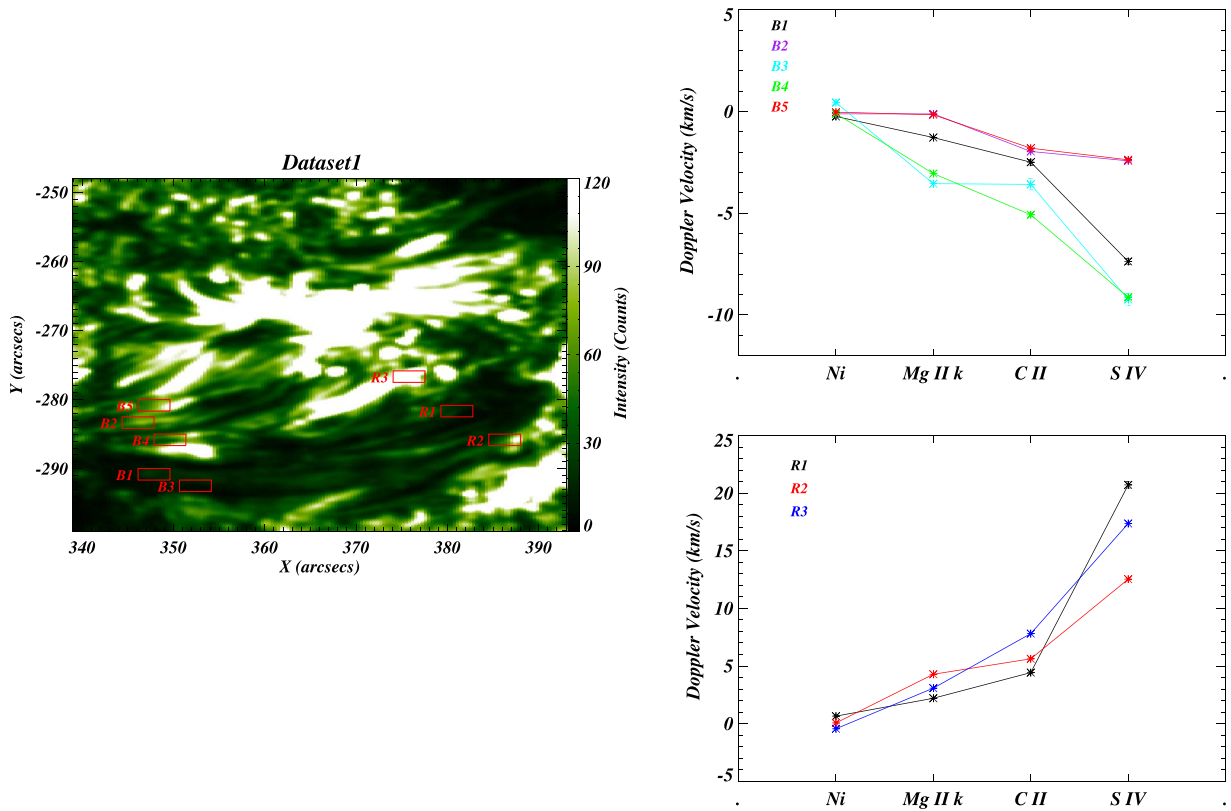 Dataset1
-250
-260
-270
-280
-290
Y (arcsecs)
340
350
360
370
380
390
X (arcsecs)
120
90
60
30
0
Intensity (Counts)
R3
B5
R1
B2
B4
R2
B1
B3
5
0
-5
-10
Doppler Velocity (km/s)
B1
B2
B3
B4
B5
. Ni Mg II k C II S IV .
25
20
15
10
5
0
-5
Doppler Velocity (km/s)
R1
R2
R3
. Ni Mg II k C II S IV .